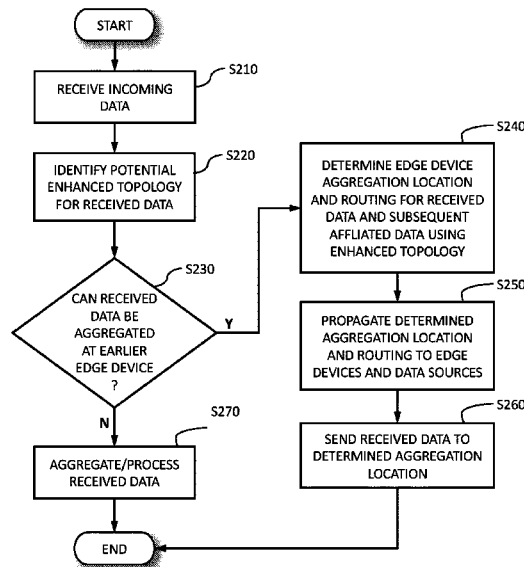 START
S210
RECEIVE INCOMING
DATA
S220
IDENTIFY POTENTIAL
ENHANCED TOPOLOGY
FOR RECEIVED DATA
S230
CAN RECEIVED
DATA BE
AGGREGATED
AT EARLIER
EDGE DEVICE
?
Y
N
S270
AGGREGATE/PROCESS
RECEIVED DATA
END
S240
DETERMINE EDGE DEVICE
AGGREGATION LOCATION
AND ROUTING FOR RECEIVED
DATA AND SUBSEQUENT
AFFLIATED DATA USING
ENHANCED TOPOLOGY
S250
PROPAGATE DETERMINED
AGGREGATION LOCATION
AND ROUTING TO EDGE
DEVICES AND DATA SOURCES
S260
SEND RECEIVED DATA TO
DETERMINED AGGREGATION
LOCATION